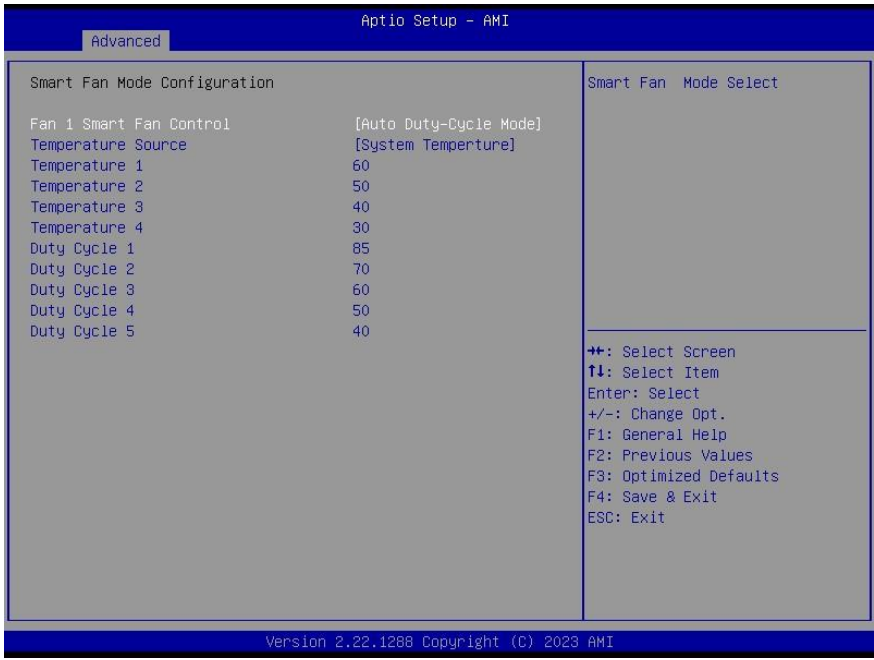 Aptio Setup – AMI
Advanced
Smart Fan Mode Configuration
Fan 1 Smart Fan Control [Auto Duty-Cycle Mode]
Temperature Source [System Temperture]
Temperature 1 60
Temperature 2 50
Temperature 3 40
Temperature 4 30
Duty Cycle 1 85
Duty Cycle 2 70
Duty Cycle 3 60
Duty Cycle 4 50
Duty Cycle 5 40
Smart Fan Mode Select
→←: Select Screen
↑↓: Select Item
Enter: Select
+/-: Change Opt.
F1: General Help
F2: Previous Values
F3: Optimized Defaults
F4: Save & Exit
ESC: Exit
Version 2.22.1288 Copyright (C) 2023 AMI